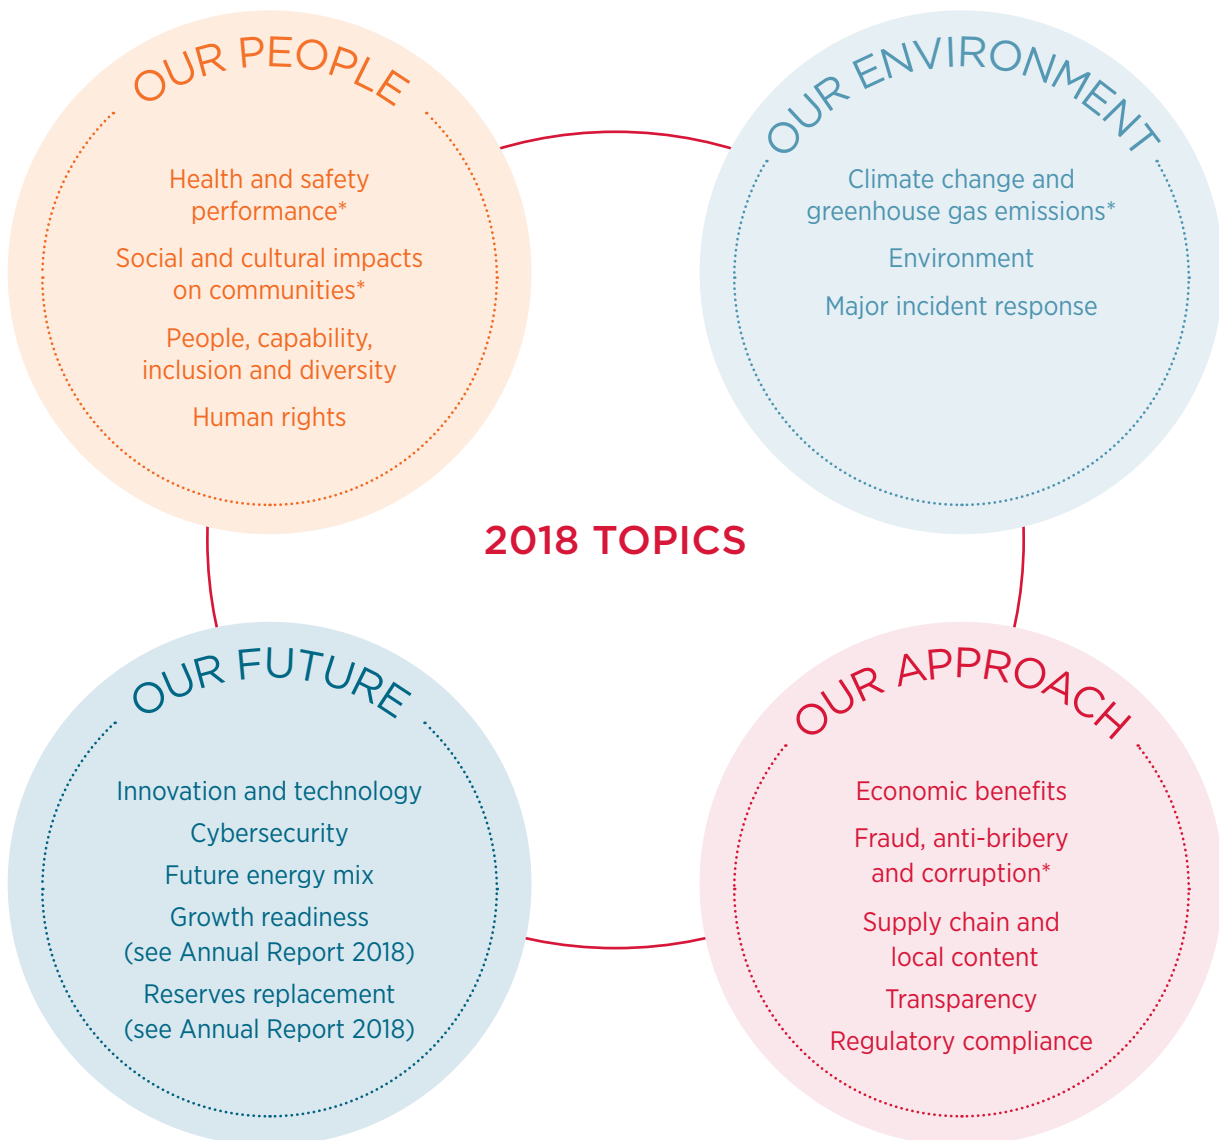 OUR PEOPLE
Health and safety
performance*
Social and cultural impacts
on communities*
People, capability,
inclusion and diversity
Human rights
OUR ENVIRONMENT
Climate change and
greenhouse gas emissions*
Environment
Major incident response
2018 TOPICS
OUR FUTURE
Innovation and technology
Cybersecurity
Future energy mix
Growth readiness
(see Annual Report 2018)
Reserves replacement
(see Annual Report 2018)
OUR APPROACH
Economic benefits
Fraud, anti-bribery
and corruption*
Supply chain and
local content
Transparency
Regulatory compliance